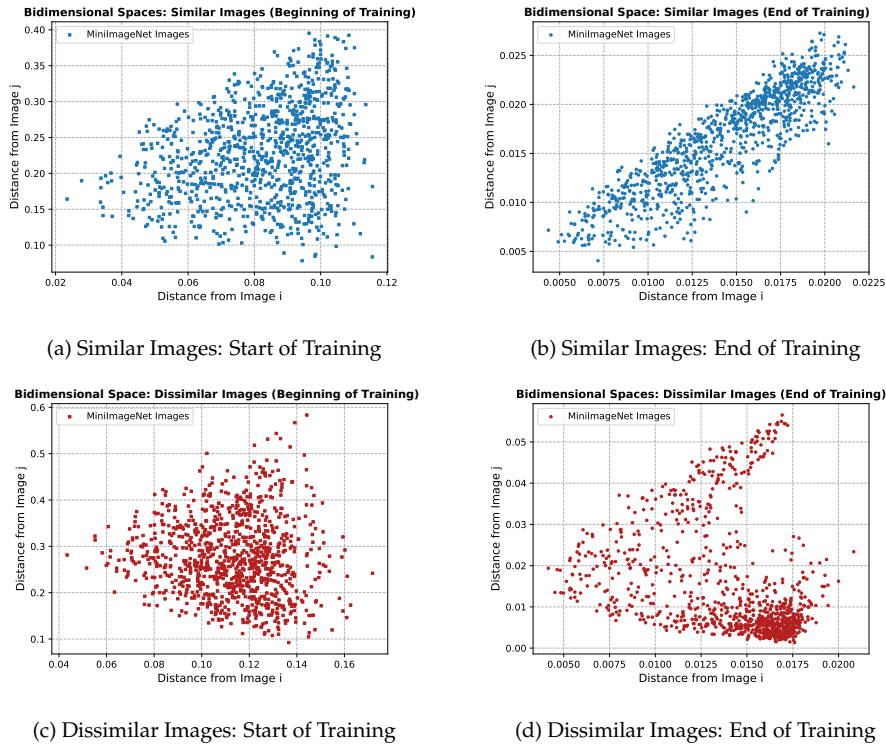 Bidimensional Spaces: Similar Images (Beginning of Training)
MiniImageNet Images
Distance from Image j
0.40
0.35
0.30
0.25
0.20
0.15
0.10
0.02 0.04 0.06 0.08 0.10 0.12
Distance from Image i
(a) Similar Images: Start of Training
Bidimensional Space: Similar Images (End of Training)
MiniImageNet Images
Distance from Image j
0.025
0.020
0.015
0.010
0.005
0.0050 0.0075 0.0100 0.0125 0.0150 0.0175 0.0200 0.0225
Distance from Image i
(b) Similar Images: End of Training
Bidimensional Space: Dissimilar Images (Beginning of Training)
MiniImageNet Images
Distance from Image j
0.6
0.5
0.4
0.3
0.2
0.1
0.04 0.06 0.08 0.10 0.12 0.14 0.16
Distance from Image i
(c) Dissimilar Images: Start of Training
Bidimensional Spaces: Dissimilar Images (End of Training)
MiniImageNet Images
Distance from Image j
0.05
0.04
0.03
0.02
0.01
0.00
0.0050 0.0075 0.0100 0.0125 0.0150 0.0175 0.0200
Distance from Image i
(d) Dissimilar Images: End of Training